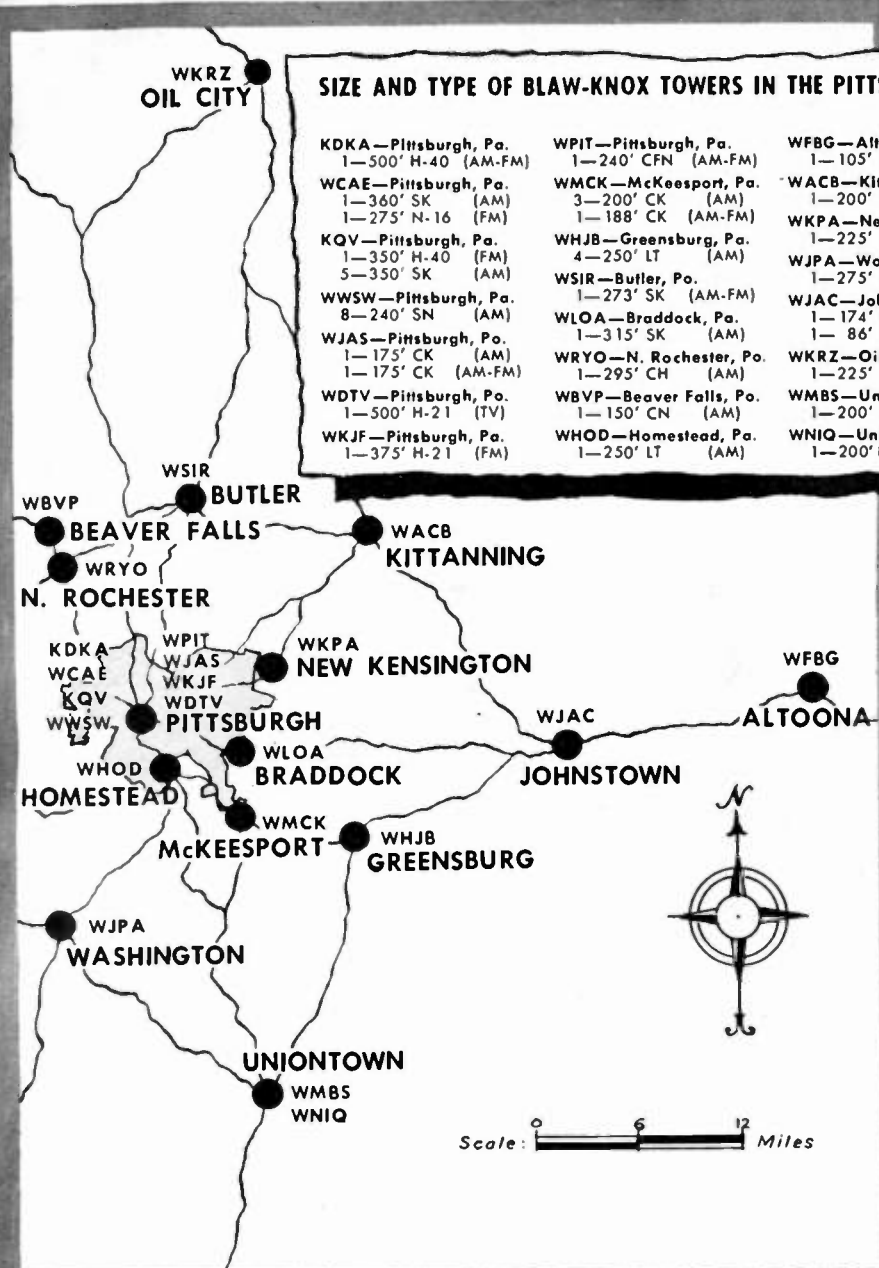 SIZE AND TYPE OF BLAW-KNOX TOWERS IN THE PITTS
KDKA—Pittsburgh, Pa.
1—500' H-40 (AM-FM)
WCAE—Pittsburgh, Pa.
1—360' SK (AM)
1—275' N-16 (FM)
KQV—Pittsburgh, Pa.
1—350' H-40 (FM)
5—350' SK (AM)
WWSW—Pittsburgh, Pa.
8—240' SN (AM)
WJAS—Pittsburgh, Po.
1—175' CK (AM)
1—175' CK (AM-FM)
WDTV—Pittsburgh, Po.
1—500' H-21 (TV)
WKJF—Pittsburgh, Pa.
1—375' H-21 (FM)
WPIT—Pittsburgh, Pa.
1—240' CFN (AM-FM)
WMCK—McKeesport, Pa.
3—200' CK (AM)
1—188' CK (AM-FM)
WHJB—Greensburg, Pa.
4—250' LT (AM)
WSIR—Butler, Po.
1—273' SK (AM-FM)
WLOA—Braddock, Pa.
1—315' SK (AM)
WRYO—N. Rochester, Po.
1—295' CH (AM)
WBVP—Beaver Falls, Po.
1—150' CN (AM)
WHOD—Homestead, Pa.
1—250' LT (AM)
WFBG—Alt
1—105'
WACB—Kit
1—200'
WKPA—Ne
1—225'
WJPA—Wa
1—275'
WJAC—Jo
1—174'
1—86'
WKRZ—Oi
1—225'
WMBS—Un
1—200'
WNIQ—Un
1—200'
WKRZ
OIL CITY
WSIR
BUTLER
WBVP
BEAVER FALLS
WACB
KITTANNING
WRYO
N. ROCHESTER
KDKA
WCAE
KQV
WWSW
WPIT
WJAS
WKJF
WDTV
PITTSBURGH
WKPA
NEW KENSINGTON
WFBG
ALTOONA
WJAC
JOHNSTOWN
WLOA
BRADDOCK
WHOD
HOMESTEAD
WMCK
McKEESPORT
WHJB
GREENSBURG
N
WJPA
WASHINGTON
UNIONTOWN
WMBS
WNIQ
0 6 12
Scale: Miles